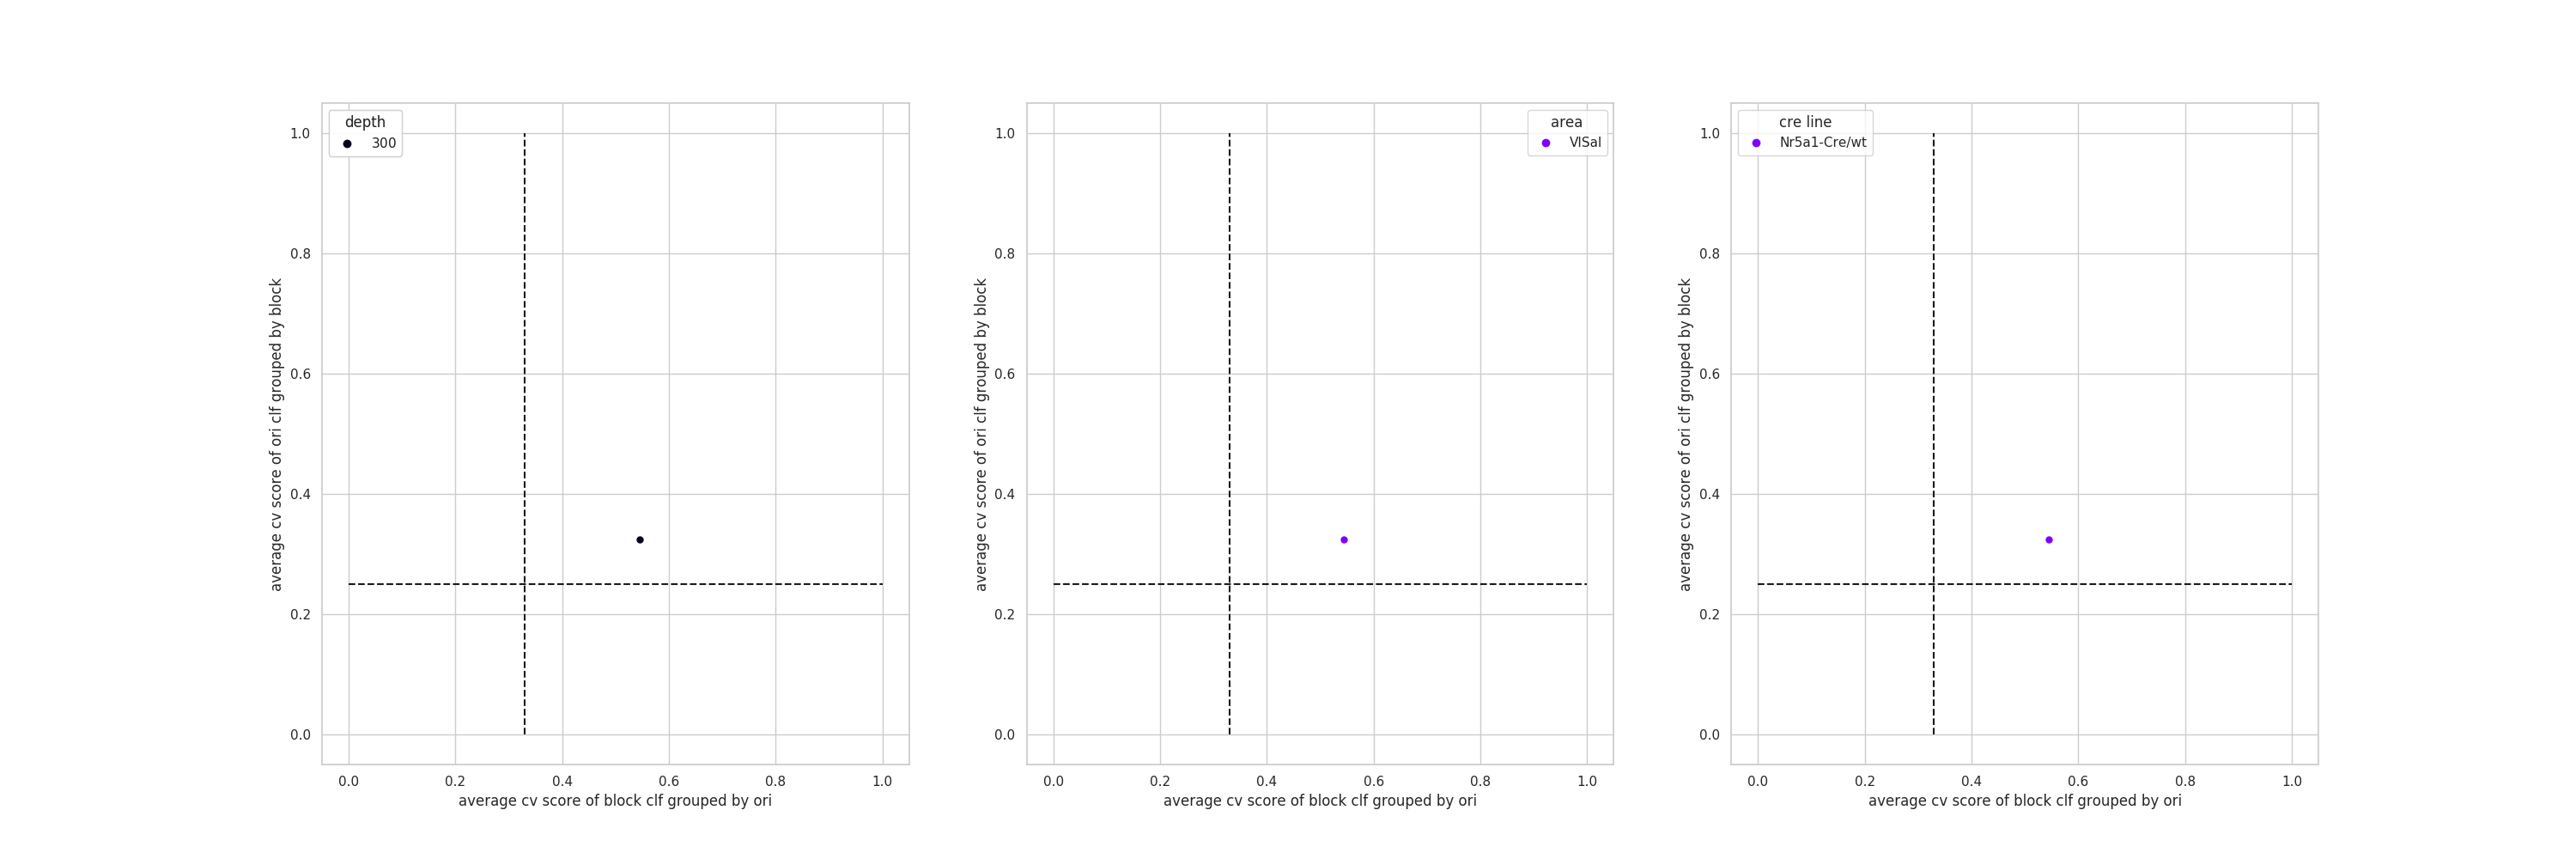 depth
300
1.0
0.8
0.6
0.4
0.2
0.0
average cv score of ori clf grouped by block
0.0 0.2 0.4 0.6 0.8 1.0
average cv score of block clf grouped by ori
area
VISal
1.0
0.8
0.6
0.4
0.2
0.0
average cv score of ori clf grouped by block
0.0 0.2 0.4 0.6 0.8 1.0
average cv score of block clf grouped by ori
cre line
Nr5a1-Cre/wt
1.0
0.8
0.6
0.4
0.2
0.0
average cv score of ori clf grouped by block
0.0 0.2 0.4 0.6 0.8 1.0
average cv score of block clf grouped by ori